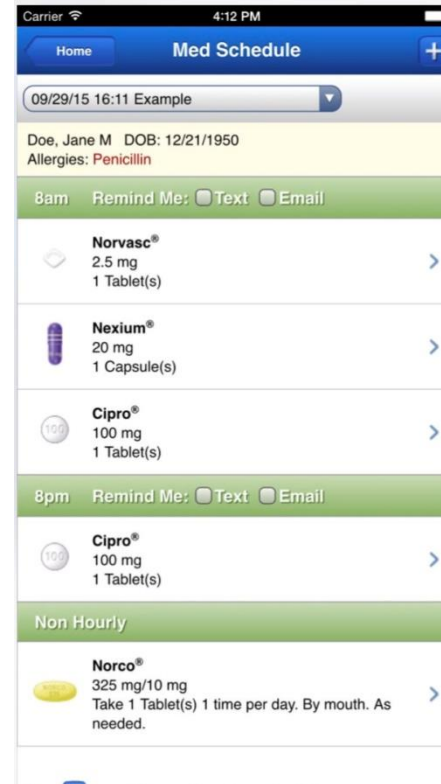 Carrier
4:12 PM
Home
Med Schedule
+
09/29/15 16:11 Example
Doe, Jane M DOB: 12/21/1950
Allergies: Penicillin
8am Remind Me: Text Email
Norvasc®
2.5 mg
1 Tablet(s)
Nexium®
20 mg
1 Capsule(s)
100
Cipro®
100 mg
1 Tablet(s)
8pm Remind Me: Text Email
100
Cipro®
100 mg
1 Tablet(s)
Non Hourly
NORCO
Norco®
325 mg/10 mg
Take 1 Tablet(s) 1 time per day. By mouth. As
needed.